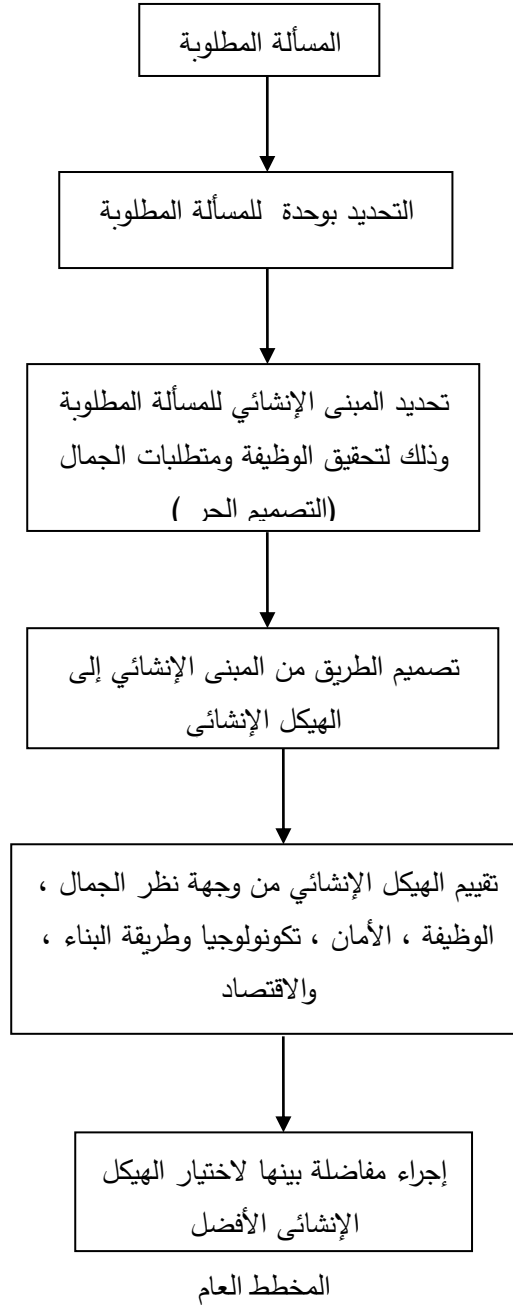 المسألة المطلوبة
التحديد بوحدة للمسألة المطلوبة
تحديد المبنى الإنشائي للمسألة المطلوبة
وذلك لتحقيق الوظيفة ومتطلبات الجمال
(التصميم الحر )
تصميم الطريق من المبنى الإنشائي إلى
الهيكل الإنشائى
تقييم الهيكل الإنشائي من وجهة نظر الجمال ،
الوظيفة ، الأمان ، تكونولوجيا وطريقة البناء ،
والاقتصاد
إجراء مفاضلة بينها لاختيار الهيكل
الإنشائى الأفضل
المخطط العام